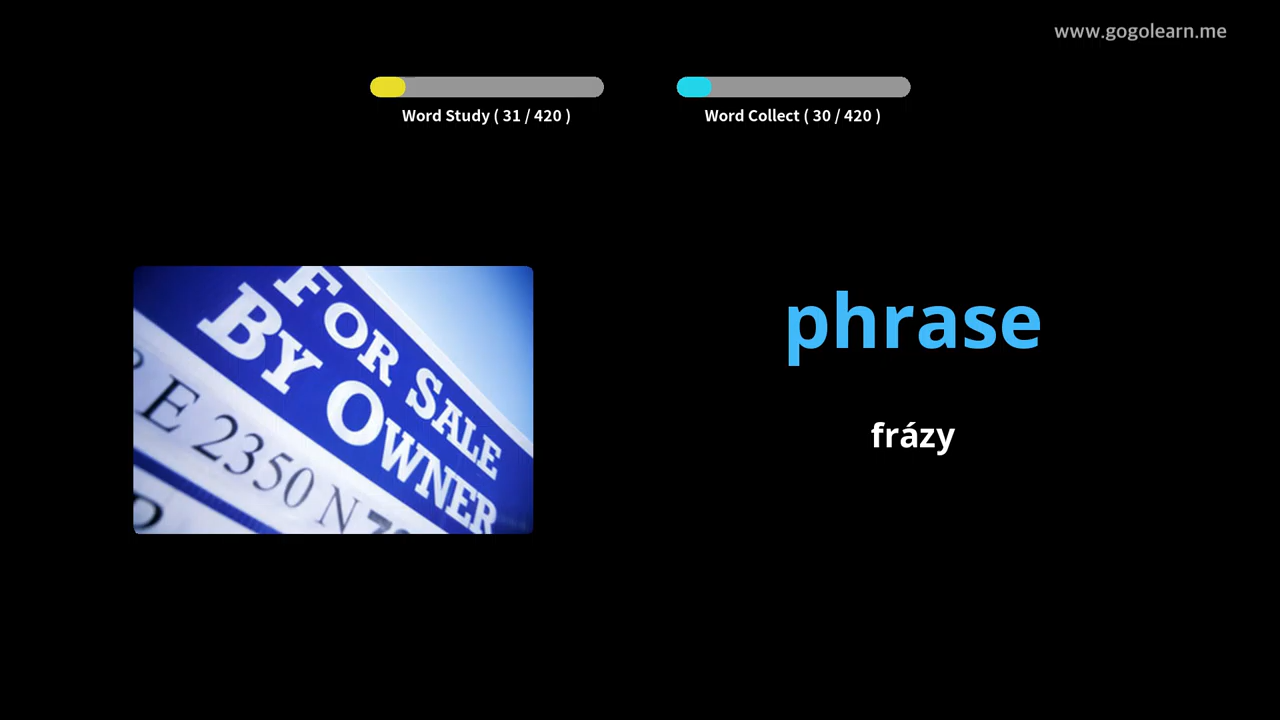 www.gogolearn.me
Word Study ( 31 / 420 )
Word Collect ( 30 / 420 )
FOR SALE
BY OWNER
E 2350 N
phrase
frázy